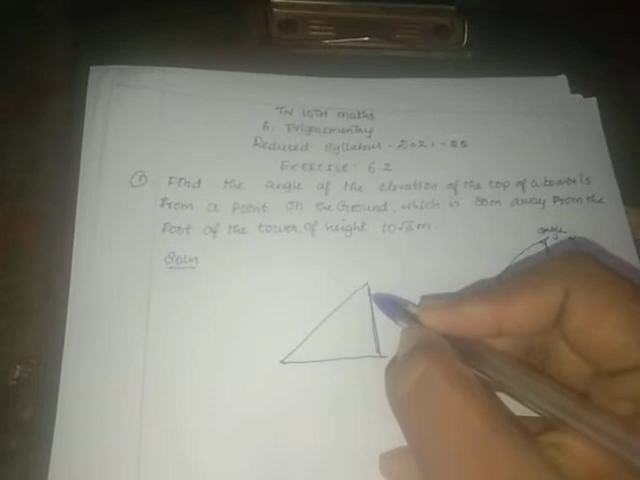 TN 10TH maths
6. Trigonometry
Reduced Syllabus - 2021-22
EXERCISE: 6.2
① Find the angle of the elevation of the top of a tower is
from a point on the Ground, which is 30m away from the
Foot of the tower of height 10√3 m.
Soln
angle